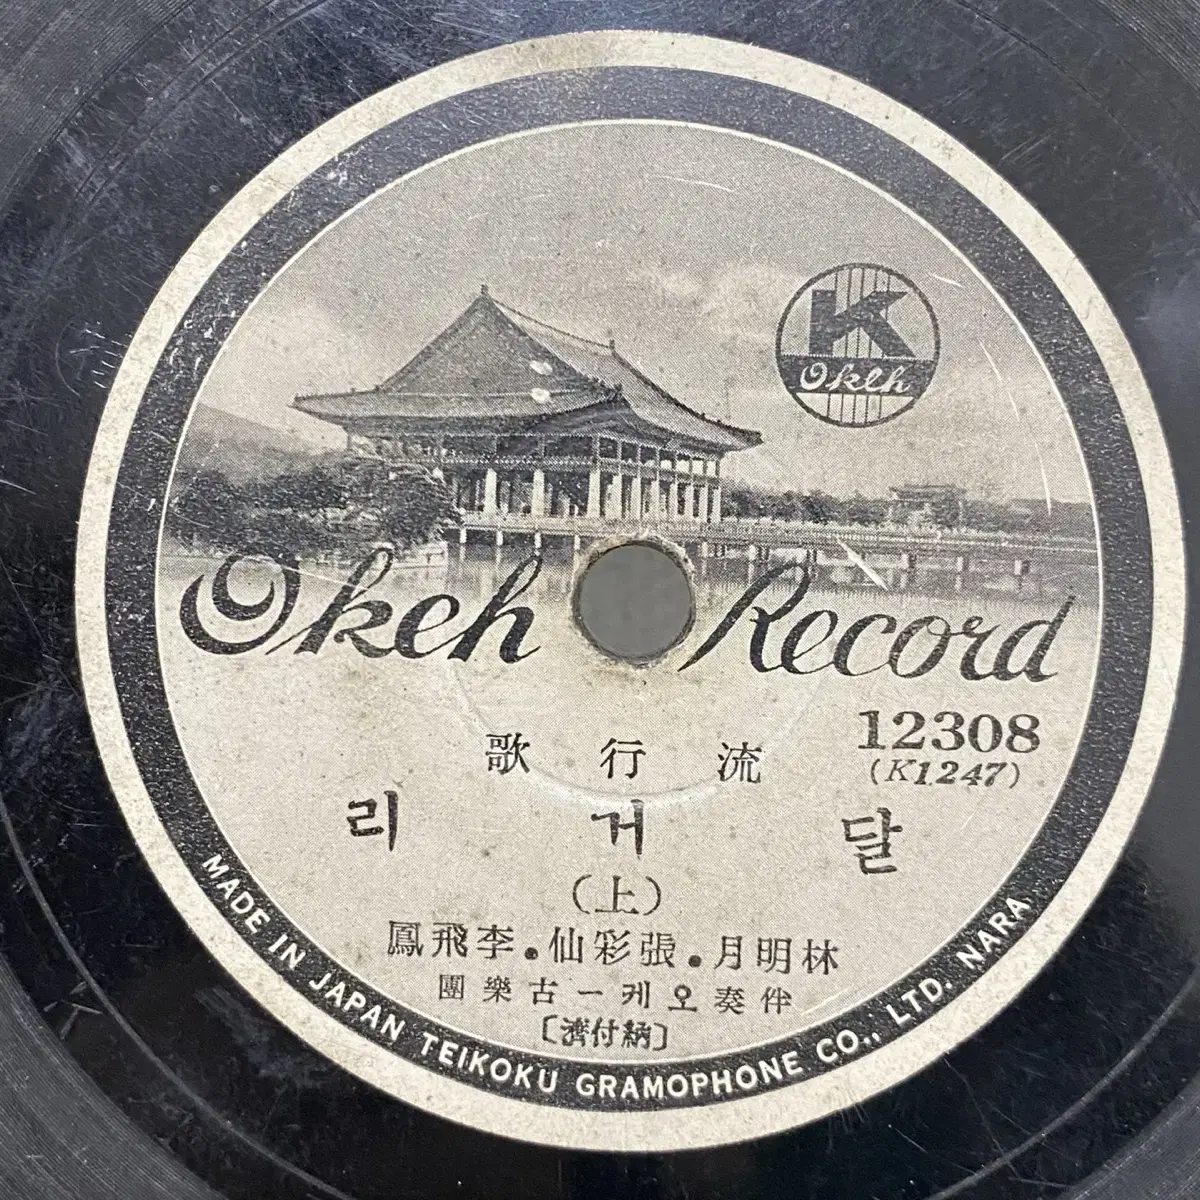 K
Okeh
Okeh Record
12308
(K1247)
流行歌
달거리
(上)
林明月.張彩仙.李飛鳳
伴奏오케ー古樂團
[納付濟]
MADE IN JAPAN TEIKOKU GRAMOPHONE CO., LTD. NARA